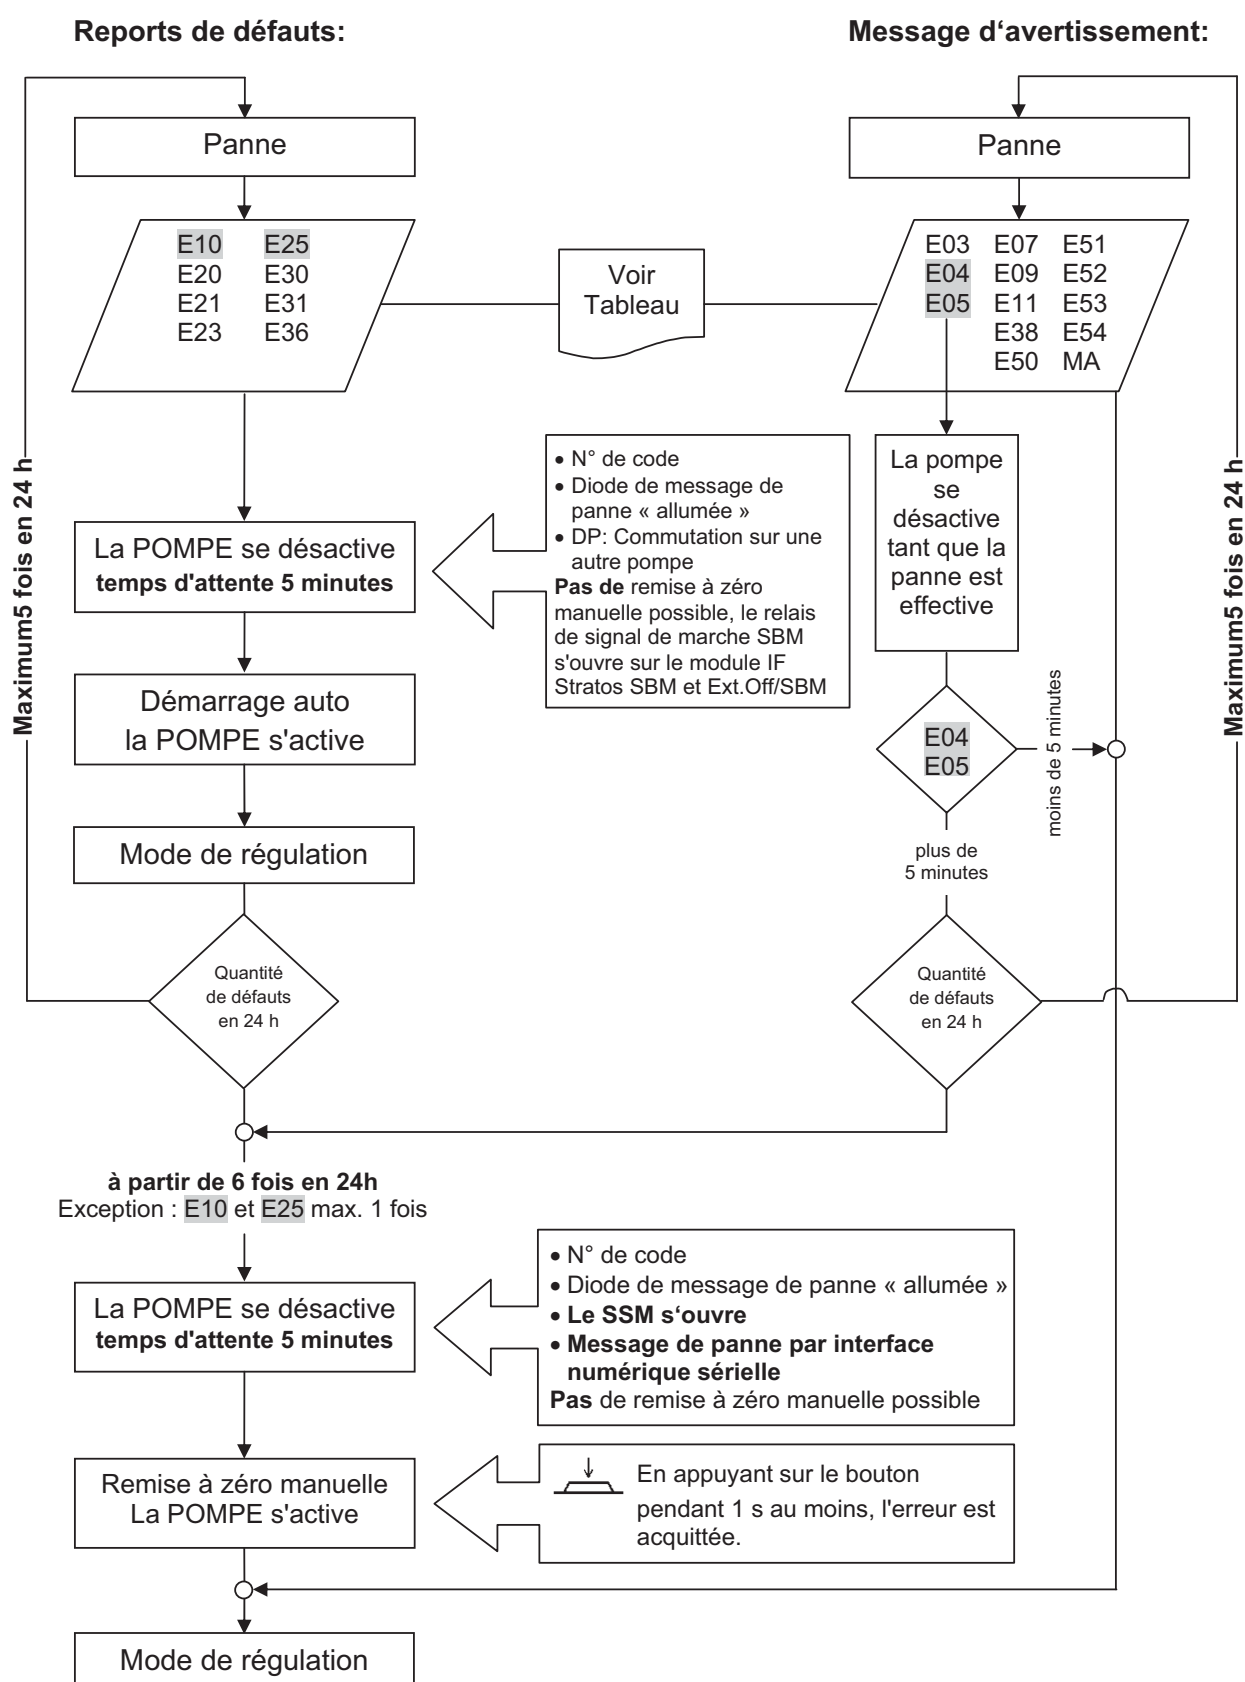 Reports de défauts:
Message d‘avertissement:
Panne
E10 E25
E20 E30
E21 E31
E23 E36
Voir
Tableau
Panne
E03 E07 E51
E04 E09 E52
E05 E11 E53
E38 E54
E50 MA
Maximum5 fois en 24 h
La POMPE se désactive
temps d'attente 5 minutes
• N° de code
• Diode de message de
panne « allumée »
• DP: Commutation sur une
autre pompe
Pas de remise à zéro
manuelle possible, le relais
de signal de marche SBM
s'ouvre sur le module IF
Stratos SBM et Ext.Off/SBM
La pompe
se
désactive
tant que la
panne est
effective
Maximum5 fois en 24 h
Démarrage auto
la POMPE s'active
E04
E05
moins de 5 minutes
Mode de régulation
plus de
5 minutes
Quantité
de défauts
en 24 h
Quantité
de défauts
en 24 h
à partir de 6 fois en 24h
Exception : E10 et E25 max. 1 fois
La POMPE se désactive
temps d'attente 5 minutes
• N° de code
• Diode de message de panne « allumée »
• Le SSM s‘ouvre
• Message de panne par interface
numérique sérielle
Pas de remise à zéro manuelle possible
Remise à zéro manuelle
La POMPE s'active
En appuyant sur le bouton
pendant 1 s au moins, l'erreur est
acquittée.
Mode de régulation